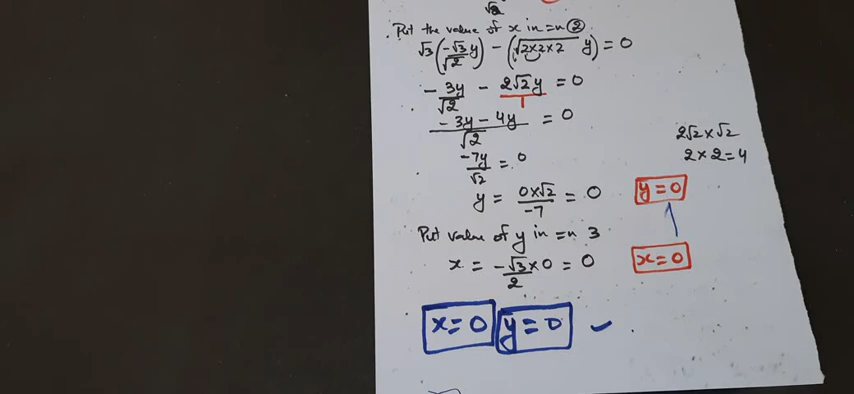 √2
Put the value of x in =n ②
√3(-√3/√2 y) - (√2×2×2 y) = 0
- 3y/√2 - 2√2y/1 = 0
-3y - 4y/√2 = 0
2√2 × √2
2 × 2 = 4
-7y/√2 = 0
y = 0×√2/-7 = 0
y = 0
Put value of y in =n 3
x = -√3/2 × 0 = 0
x = 0
x = 0 y = 0